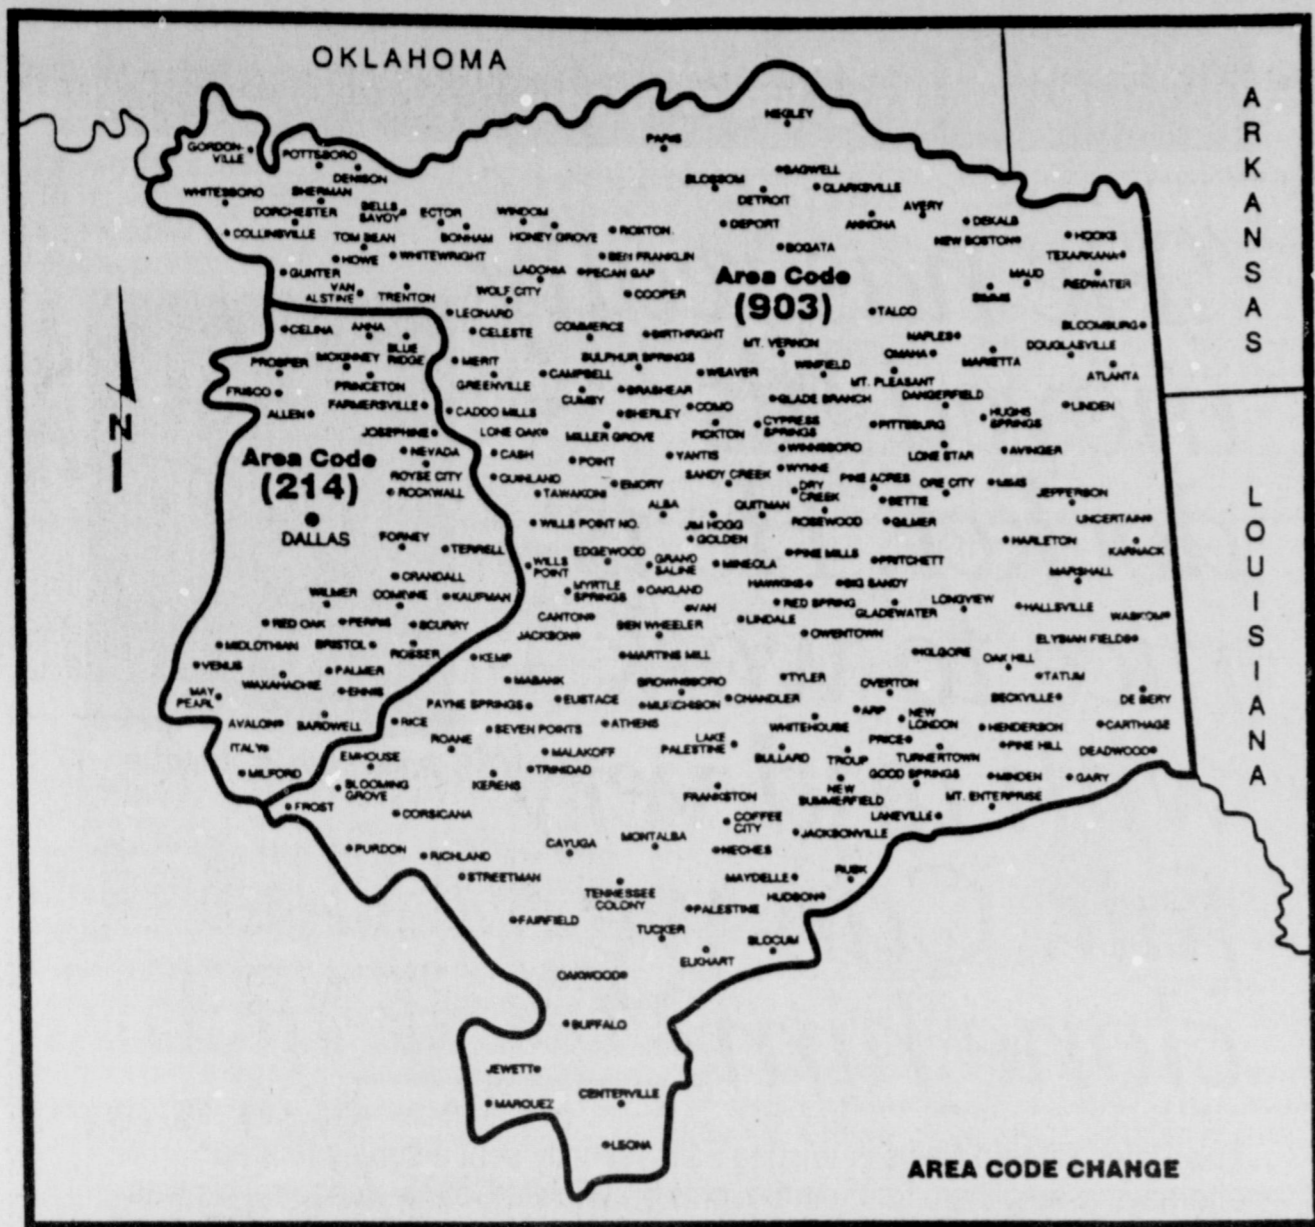 OKLAHOMA
ARKANSAS
LOUISIANA
N
GORDON-
VILLE
POTTSBORO
DENISON
WHITESBORO
SHERMAN
DORCHESTER
BELLS
SAVOY
ECTOR
COLLINSVILLE
TOM BEAN
BONHAM
WINDOM
HONEY GROVE
HOWE
WHITEWRIGHT
GUNTER
VAN
ALSTINE
TRENTON
LADONIA
WOLF CITY
LEONARD
PARIS
NEGLEY
BLOSSOM
BAGWELL
DETROIT
CLARKSVILLE
ROXTON
DEPORT
ANNONA
AVERY
DEKALB
NEW BOSTON
HOOKS
TEXARKANA
BEN FRANKLIN
BOGATA
PECAN GAP
COOPER
Area Code
(903)
MAUD
SIMMS
REDWATER
TALCO
BLOOMBURG
CELINA
ANNA
BLUE
RIDGE
CELESTE
COMMERCE
BIRTHRIGHT
MT. VERNON
NAPLES
OMAHA
MARIETTA
DOUGLASVILLE
ATLANTA
PROSPER
MCKINNEY
PRINCETON
MERIT
GREENVILLE
CAMPBELL
SULPHUR SPRINGS
WEAVER
WINFIELD
MT. PLEASANT
FRISCO
ALLEN
FARMERSVILLE
CADDO MILLS
CUMBY
BRASHEAR
SHERLEY
COMO
GLADE BRANCH
DANGERFIELD
HUGHS
SPRINGS
LINDEN
JOSEPHINE
LONE OAK
MILLER GROVE
PICKTON
CYPRESS
SPRINGS
PITTSBURG
Area Code
(214)
DALLAS
NEVADA
ROYSE CITY
ROCKWALL
CASH
QUINLAND
POINT
YANTIS
WINNSBORO
LONE STAR
AVINGER
TAWAKONI
EMORY
SANDY CREEK
WYNNE
DRY
CREEK
PINE ACRES
ORE CITY
MIMS
JEFFERSON
ALBA
QUITMAN
BETTIE
WILLS POINT NO.
JIM HOGG
GOLDEN
ROSEWOOD
GILMER
UNCERTAIN
HARLETON
KARNACK
FORNEY
TERRELL
WILLS
POINT
EDGEWOOD
GRAND
SALINE
MINEOLA
PINE MILLS
PRITCHETT
MARSHALL
CRANDALL
KAUFMAN
MYRTLE
SPRINGS
OAKLAND
HAWKINS
BIG SANDY
WILMER
COMBINE
CANTON
VAN
RED SPRING
GLADEWATER
LONGVIEW
HALLSVILLE
WASKOM
RED OAK
FERRIS
SCURRY
JACKSON
BEN WHEELER
LINDALE
OWENTOWN
ELYSIAN FIELDS
MIDLOTHIAN
BRISTOL
ROSSER
KEMP
MARTINS MILL
KILGORE
OAK HILL
TATUM
VENUS
WAXAHACHIE
PALMER
ENNIS
MABANK
BROWNSBORO
TYLER
OVERTON
BECKVILLE
DE BERY
MAY
PEARL
AVALON
BARDWELL
PAYNE SPRINGS
EUSTACE
MURCHISON
CHANDLER
ARP
NEW
LONDON
HENDERSON
CARTHAGE
RICE
SEVEN POINTS
ATHENS
WHITEHOUSE
PRICE
ITALY
ROANE
MALAKOFF
LAKE
PALESTINE
BULLARD
TROUP
TURNERTOWN
PINE HILL
DEADWOOD
MILFORD
EMHOUSE
BLOOMING
GROVE
KERENS
TRINIDAD
GOOD SPRINGS
MINDEN
GARY
FROST
CORSICANA
FRANKSTON
NEW
SUMMERFIELD
MT. ENTERPRISE
COFFEE
CITY
LANEVILLE
JACKSONVILLE
PURDON
RICHLAND
CAYUGA
MONTALBA
NECHES
STREETMAN
MAYDELLE
RUSK
TENNESSEE
COLONY
HUDSON
FAIRFIELD
PALESTINE
TUCKER
ELKHART
SLOCUM
OAKWOOD
BUFFALO
JEWETT
MARQUEZ
CENTERVILLE
LEONA
AREA CODE CHANGE